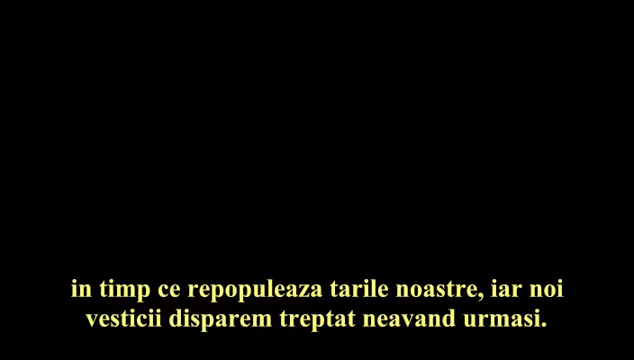 in timp ce repopuleaza tarile noastre, iar noi
vesticii disparem treptat neavand urmasi.